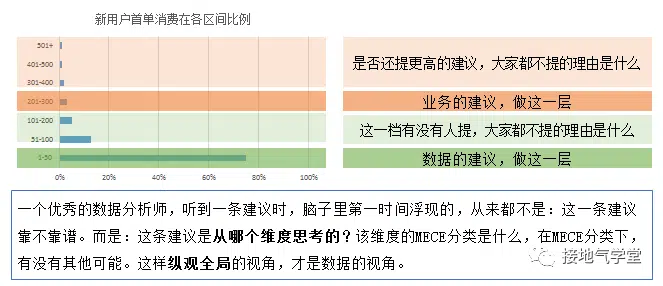 新用户首单消费在各区间比例
501+
401-500
301-400
201-300
101-200
51-100
1-50
0%
20%
40%
60%
80%
100%
是否还提更高的建议，大家都不提的理由是什么
业务的建议，做这一层
这一档有没有人提，大家都不提的理由是什么
数据的建议，做这一层
一个优秀的数据分析师，听到一条建议时，脑子里第一时间浮现的，从来都不是：这一条建议
靠不靠谱。而是：这条建议是从哪个维度思考的？该维度的MECE分类是什么，在MECE分类下，
有没有其他可能。这样纵观全局的视角，才是数据的视角。
接地气学堂